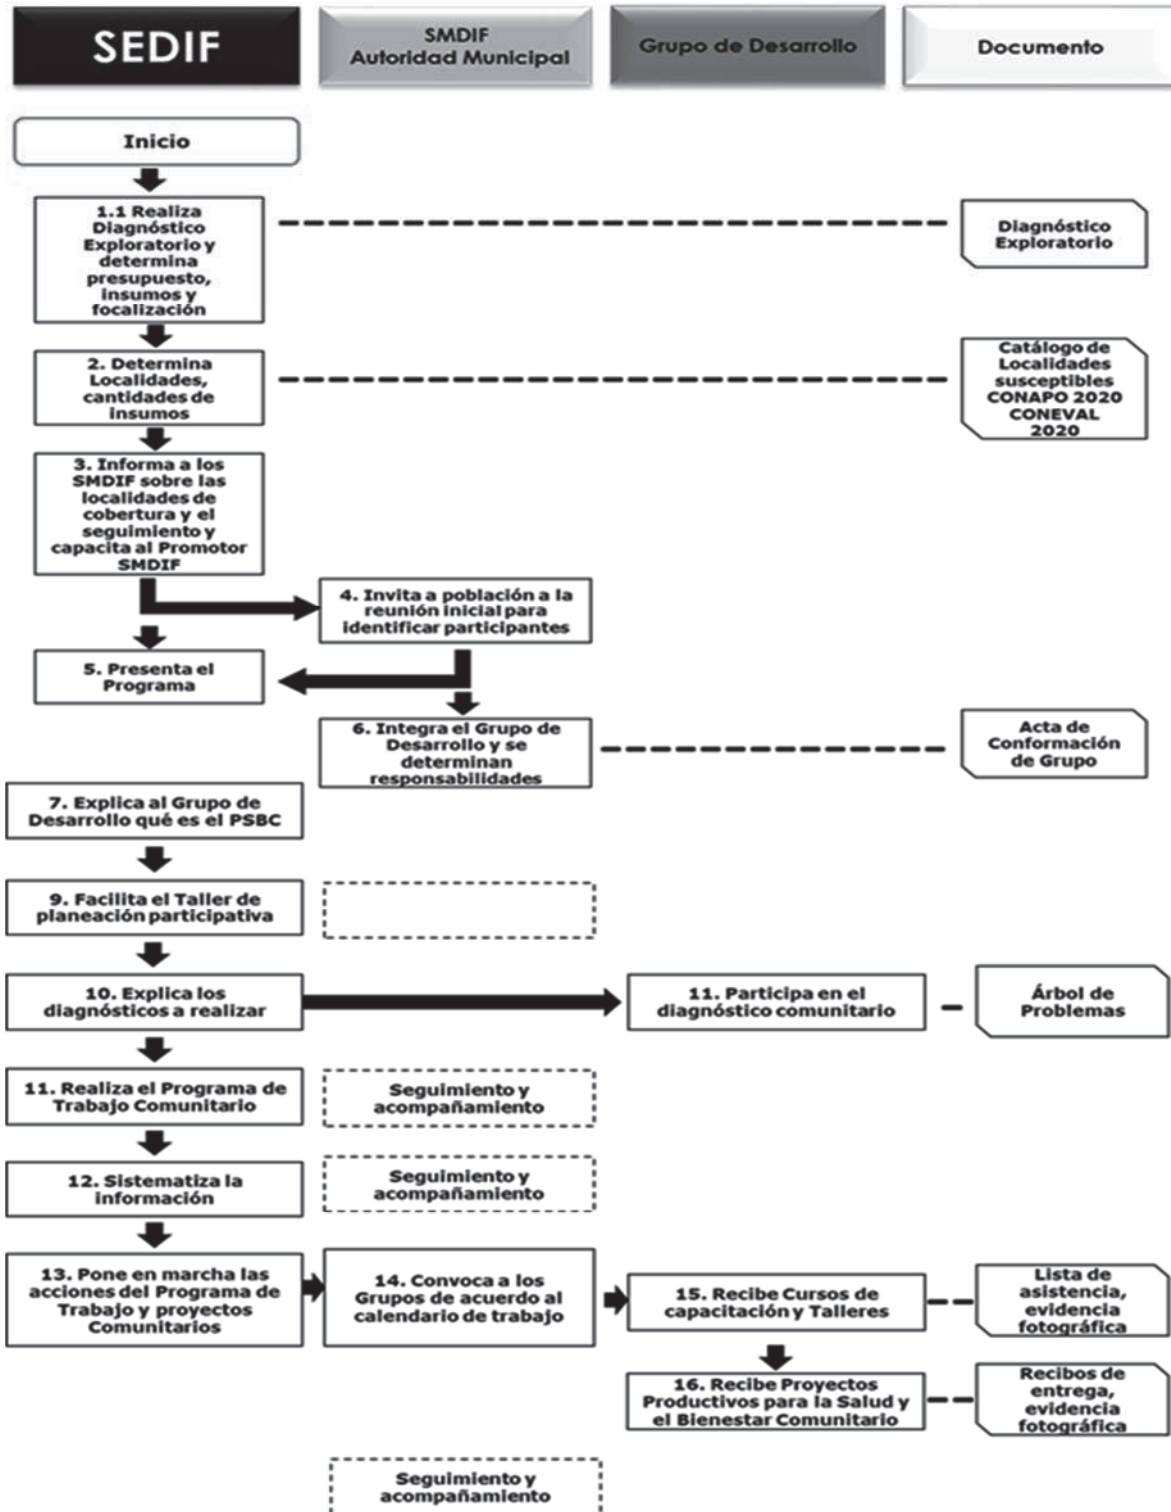 SEDIF
SMDIF
Autoridad Municipal
Grupo de Desarrollo
Documento
Inicio
1.1 Realiza
Diagnóstico
Exploratorio y
determina
presupuesto,
insumos y
focalización
Diagnóstico
Exploratorio
2. Determina
Localidades,
cantidades de
insumos
Catálogo de
Localidades
susceptibles
CONAPO 2020
CONEVAL
2020
3. Informa a los
SMDIF sobre las
localidades de
cobertura y el
seguimiento y
capacita al Promotor
SMDIF
4. Invita a población a la
reunión inicial para
identificar participantes
5. Presenta el
Programa
6. Integra el Grupo de
Desarrollo y se
determinan
responsabilidades
Acta de
Conformación
de Grupo
7. Explica al Grupo de
Desarrollo qué es el PSBC
9. Facilita el Taller de
planeación participativa
10. Explica los
diagnósticos a realizar
11. Participa en el
diagnóstico comunitario
Árbol de
Problemas
11. Realiza el Programa de
Trabajo Comunitario
Seguimiento y
acompañamiento
12. Sistematiza la
información
Seguimiento y
acompañamiento
13. Pone en marcha las
acciones del Programa de
Trabajo y proyectos
Comunitarios
14. Convoca a los
Grupos de acuerdo al
calendario de trabajo
15. Recibe Cursos de
capacitación y Talleres
Lista de
asistencia,
evidencia
fotográfica
16. Recibe Proyectos
Productivos para la Salud y
el Bienestar Comunitario
Recibos de
entrega,
evidencia
fotográfica
Seguimiento y
acompañamiento